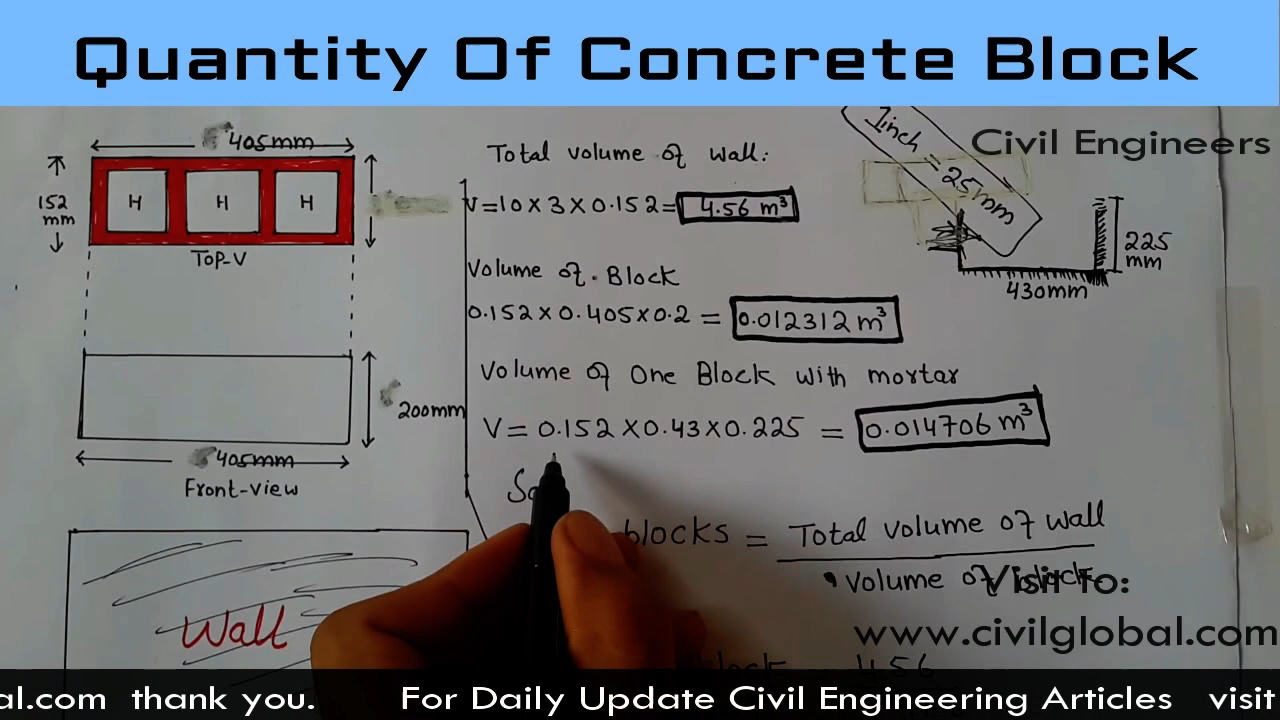 Quantity Of Concrete Block
Civil Engineers
405mm
152
mm
H H H
Top-V
200mm
405mm
Front-view
Wall
Total volume of wall:
V=10×3×0.152= 4.56 m³
Volume of Block
0.152×0.405×0.2 = 0.012312 m³
Volume of One Block with mortar
V= 0.152×0.43×0.225 = 0.014706 m³
blocks = Total volume of wall
Volume of block
4.56
1inch = 25mm
225
mm
430mm
Visit To:
www.civilglobal.com
al.com thank you. For Daily Update Civil Engineering Articles visit